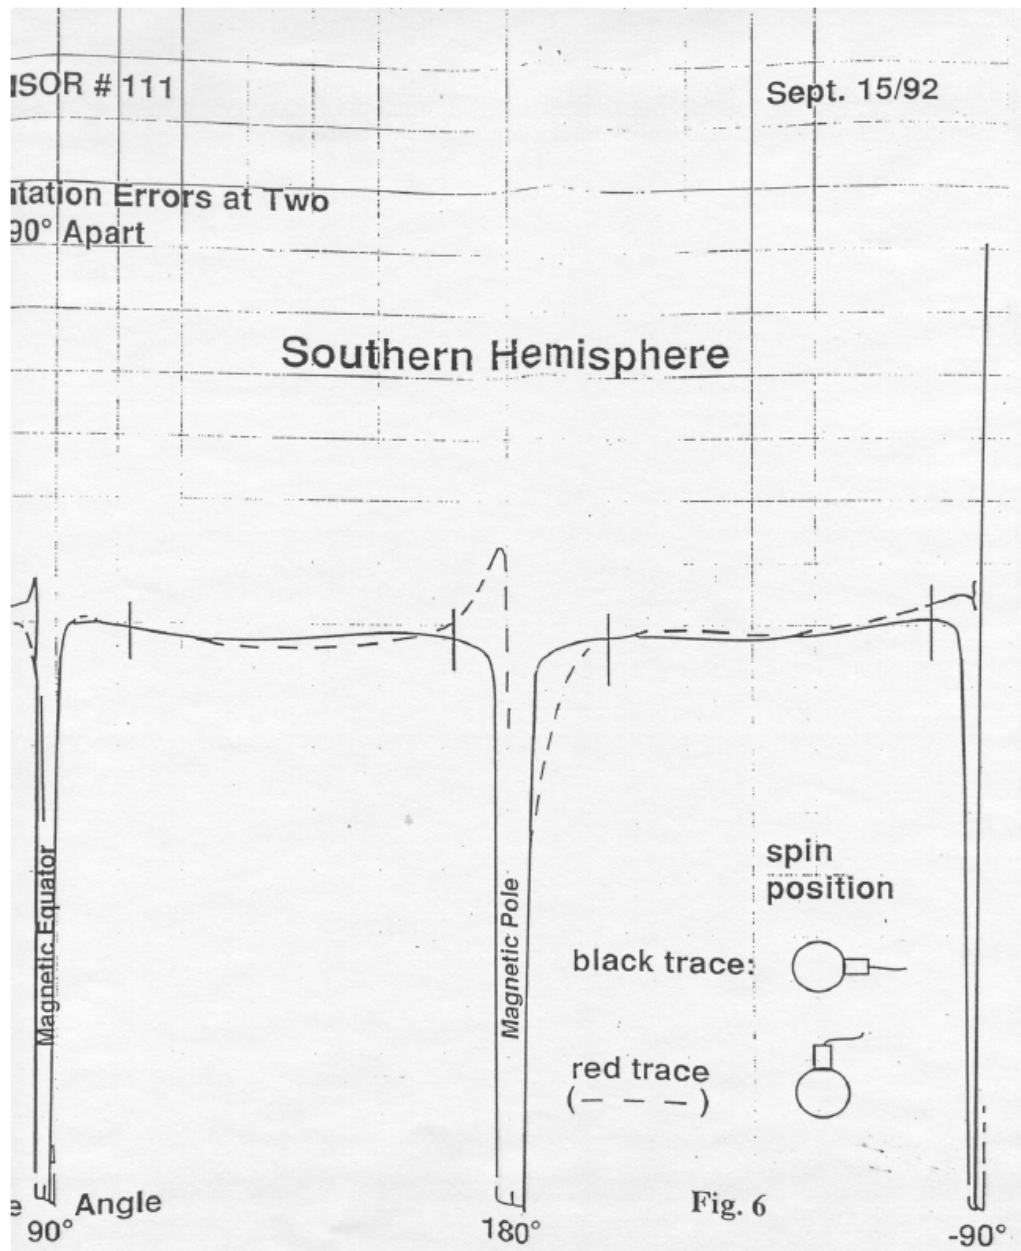 ISOR # 111
Sept. 15/92
ntation Errors at Two
90° Apart
Southern Hemisphere
Magnetic Equator
Magnetic Pole
spin
position
black trace:
red trace
( — — — )
e Angle
Fig. 6
90°
180°
-90°